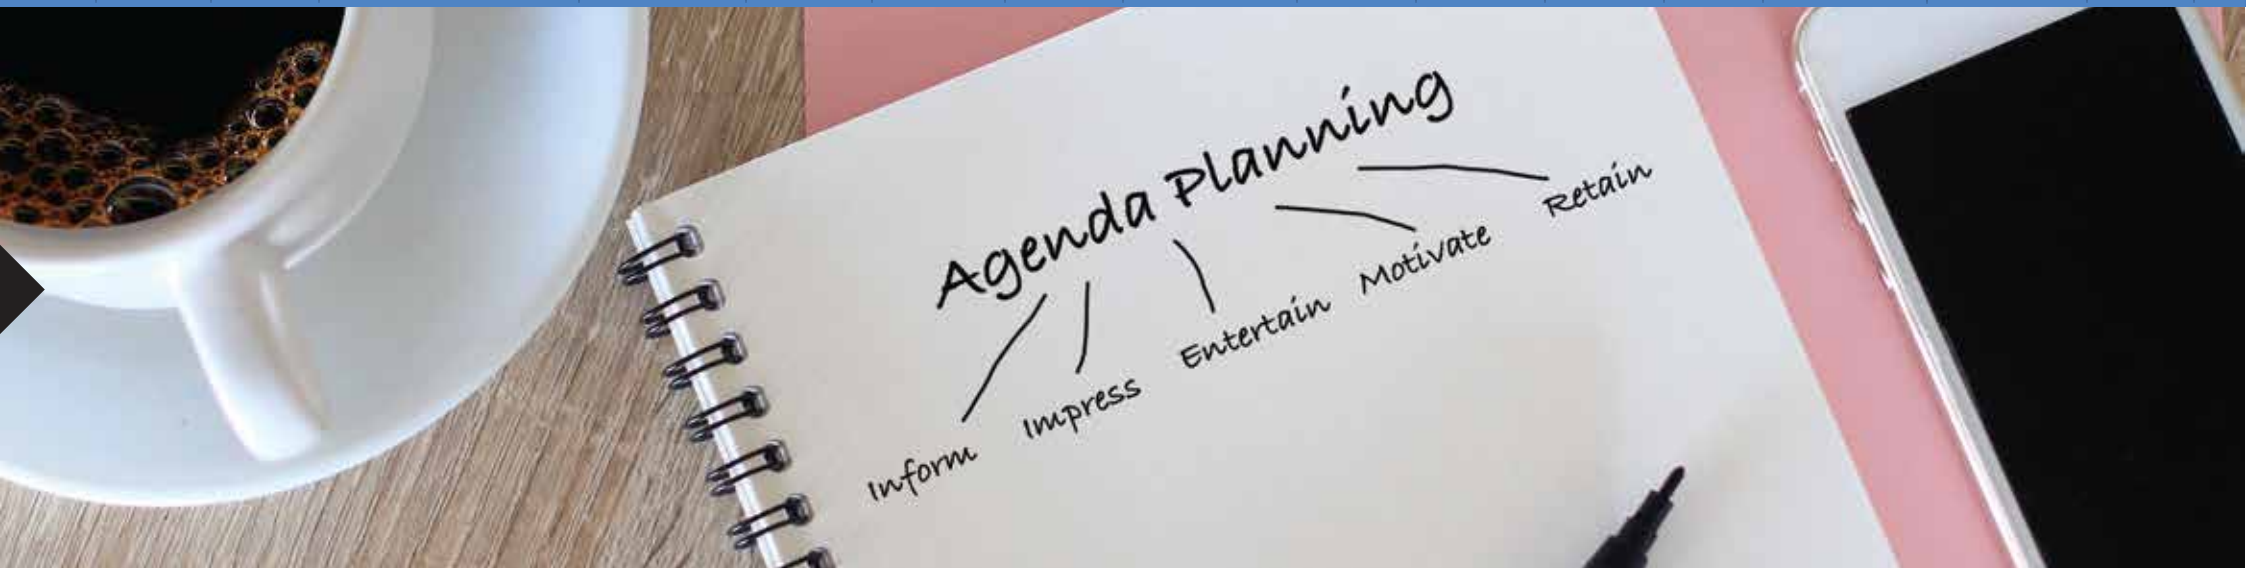 Agenda Planning
Inform
Impress
Entertain
Motivate
Retain